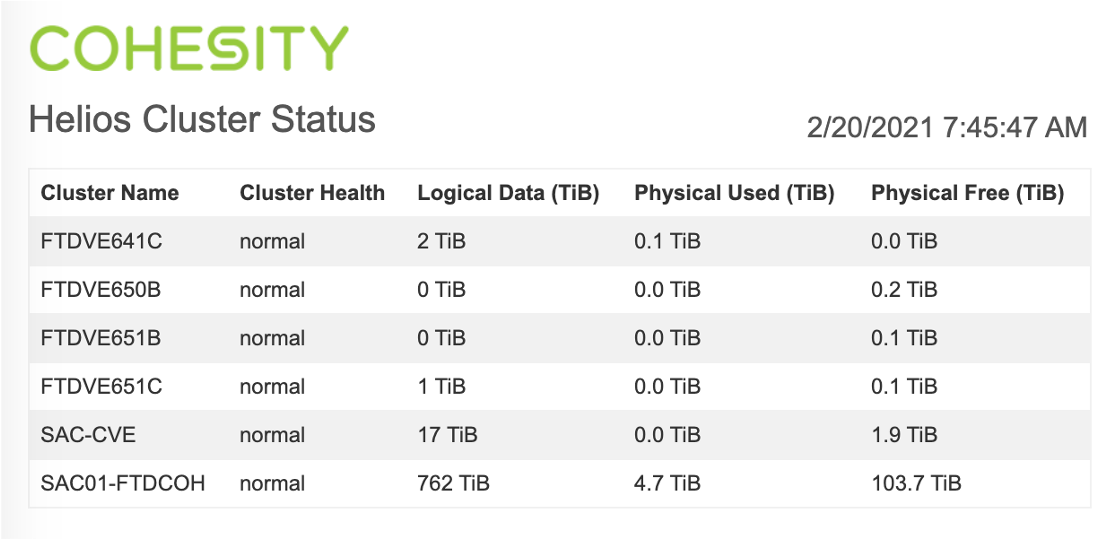 COHESITY
Helios Cluster Status
2/20/2021 7:45:47 AM
Cluster Name Cluster Health Logical Data (TiB) Physical Used (TiB) Physical Free (TiB)
FTDVE641C normal 2 TiB 0.1 TiB 0.0 TiB
FTDVE650B normal 0 TiB 0.0 TiB 0.2 TiB
FTDVE651B normal 0 TiB 0.0 TiB 0.1 TiB
FTDVE651C normal 1 TiB 0.0 TiB 0.1 TiB
SAC-CVE normal 17 TiB 0.0 TiB 1.9 TiB
SAC01-FTDCOH normal 762 TiB 4.7 TiB 103.7 TiB